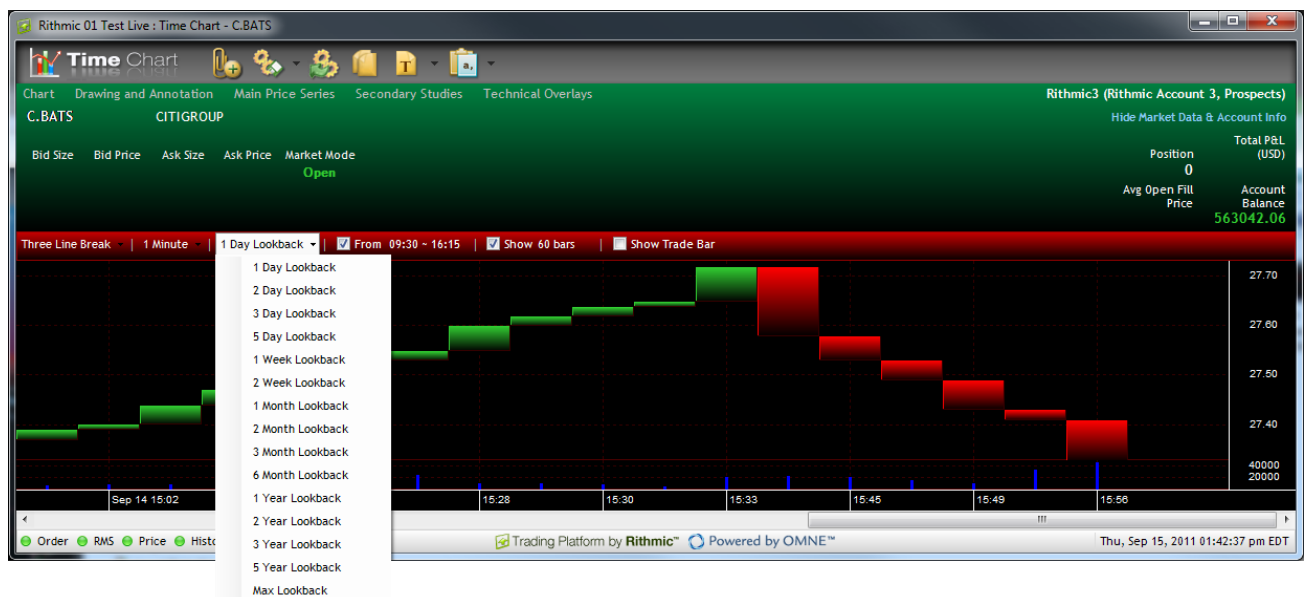 Rithmic 01 Test Live : Time Chart - C.BATS
Time Chart
Chart Drawing and Annotation Main Price Series Secondary Studies Technical Overlays Rithmic3 (Rithmic Account 3, Prospects)
C.BATS CITIGROUP Hide Market Data & Account Info
Bid Size Bid Price Ask Size Ask Price Market Mode
Open
Total P&L
Position (USD)
0
Avg Open Fill Account
Price Balance
563042.06
Three Line Break | 1 Minute | 1 Day Lookback | From 09:30 ~ 16:15 | Show 60 bars | Show Trade Bar
1 Day Lookback
2 Day Lookback
3 Day Lookback
5 Day Lookback
1 Week Lookback
2 Week Lookback
1 Month Lookback
2 Month Lookback
3 Month Lookback
6 Month Lookback
1 Year Lookback
2 Year Lookback
3 Year Lookback
5 Year Lookback
Max Lookback
27.70
27.60
27.50
27.40
40000
20000
Sep 14 15:02 15:28 15:30 15:33 15:45 15:49 15:56
Order RMS Price Histo Trading Platform by Rithmic™ Powered by OMNE™ Thu, Sep 15, 2011 01:42:37 pm EDT